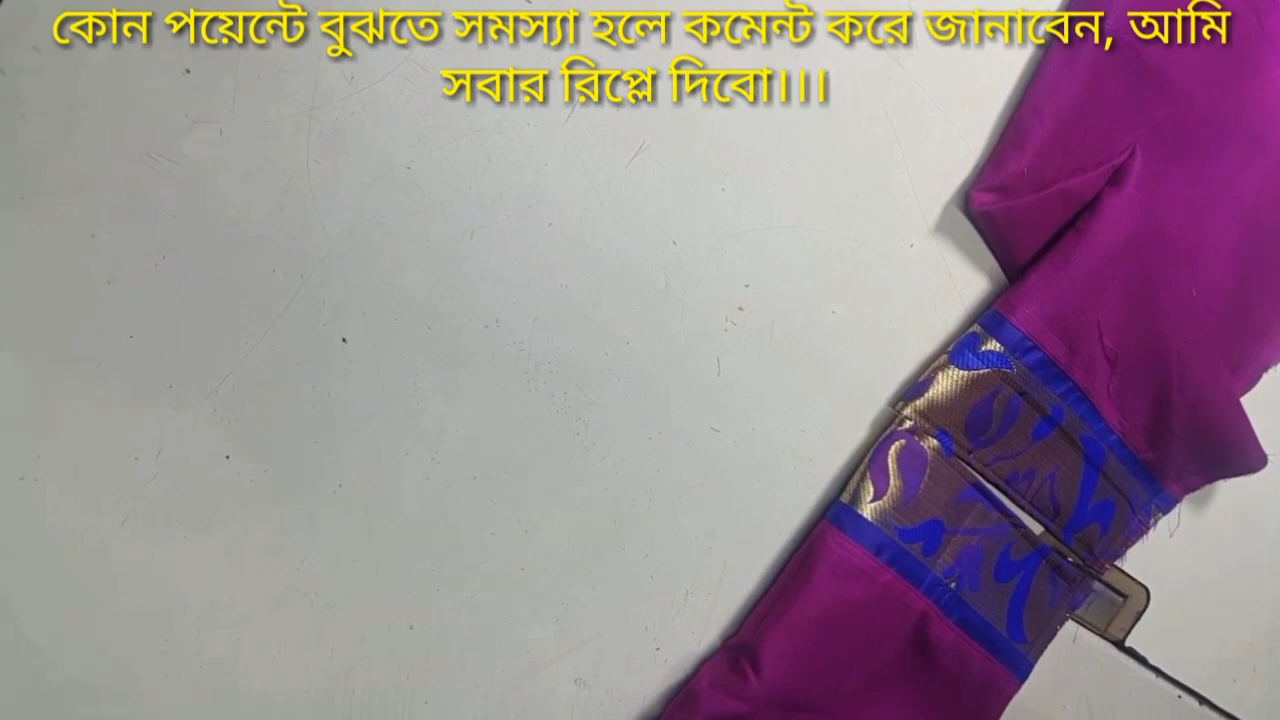 কোন পয়েন্টে বুঝতে সমস্যা হলে কমেন্ট করে জানাবেন, আমি
সবার রিপ্লে দিবো।।।